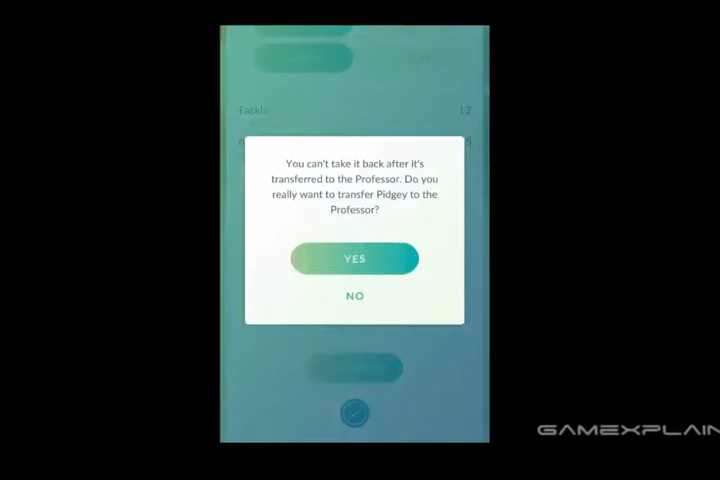 Tackle 12
5
You can't take it back after it's
transferred to the Professor. Do you
really want to transfer Pidgey to the
Professor?
YES
NO
GAMEXPLAIN